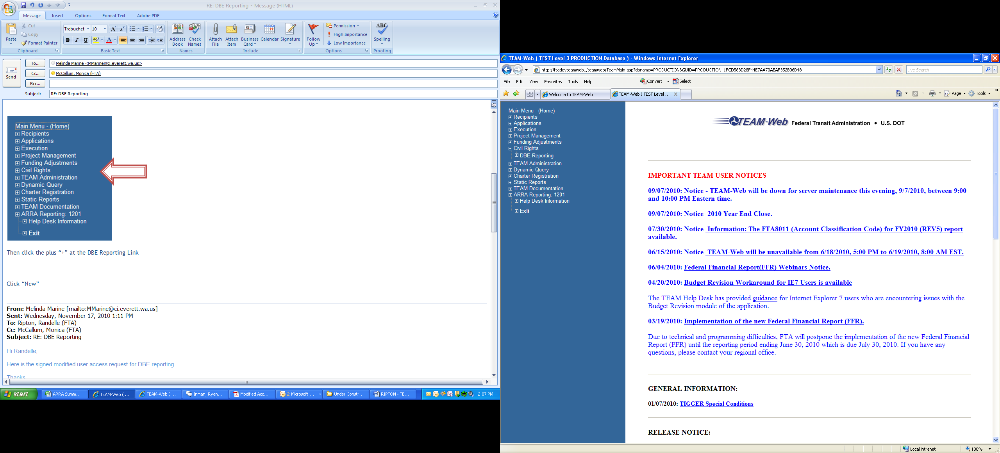 RE: DBE Reporting - Message (HTML)
Message Insert Options Format Text Adobe PDF
Paste
Cut
Copy
Format Painter
Clipboard
Trebuchet 10
B I U
Basic Text
Address Book
Check Names
Names
Attach File
Attach Item
Business Card
Calendar
Signature
Include
Follow Up
Permission
High Importance
Low Importance
Options
ABC
Spelling
Proofing
Send
To... Melinda Marine <MMarine@ci.everett.wa.us>
Cc... McCallum, Monica (FTA)
Bcc...
Subject: RE: DBE Reporting
Main Menu - (Home)
Recipients
Applications
Execution
Project Management
Funding Adjustments
Civil Rights
TEAM Administration
Dynamic Query
Charter Registration
Static Reports
TEAM Documentation
ARRA Reporting: 1201
Help Desk Information
Exit
Then click the plus “+” at the DBE Reporting Link
Click “New”
From: Melinda Marine [mailto:MMarine@ci.everett.wa.us]
Sent: Wednesday, November 17, 2010 1:11 PM
To: Ripton, Randelle (FTA)
Cc: McCallum, Monica (FTA)
Subject: RE: DBE Reporting
Hi Randelle,
Here is the signed modified user access request for DBE reporting.
Thanks
start ARRA Summ... TEAM-Web ( ... TEAM-Web ( ... Inman, Ryan... Modified Acc... 2 Microsoft ... Under Constr... RIPTON - TE... 2:07 PM
TEAM-Web ( TEST Level 3 PRODUCTION Database ) - Windows Internet Explorer
http://ftadevteamweb1/teamweb/TeamMain.asp?dbname=PRODUCTION&GUID=PRODUCTION_1FCD583D28F44E7AA70AEAF352B06D48
Live Search
File Edit View Favorites Tools Help Convert Select
Welcome to TEAM-Web TEAM-Web ( TEST Level ... Page Tools
Main Menu - (Home)
Recipients
Applications
Execution
Project Management
Funding Adjustments
Civil Rights
DBE Reporting
TEAM Administration
Dynamic Query
Charter Registration
Static Reports
TEAM Documentation
ARRA Reporting: 1201
Help Desk Information
Exit
TEAM-Web Federal Transit Administration • U.S. DOT
IMPORTANT TEAM USER NOTICES
09/07/2010: Notice - TEAM-Web will be down for server maintenance this evening, 9/7/2010, between 9:00
and 10:00 PM Eastern time.
09/07/2010: Notice 2010 Year End Close.
07/30/2010: Notice Information: The FTA8011 (Account Classification Code) for FY2010 (REV5) report
available.
06/15/2010: Notice TEAM-Web will be unavailable from 6/18/2010, 5:00 PM to 6/19/2010, 8:00 AM EST.
06/04/2010: Federal Financial Report(FFR) Webinars Notice.
04/20/2010: Budget Revision Workaround for IE7 Users is available
The TEAM Help Desk has provided guidance for Internet Explorer 7 users who are encountering issues with the
Budget Revision module of the application.
03/19/2010: Implementation of the new Federal Financial Report (FFR).
Due to technical and programming difficulties, FTA will postpone the implementation of the new Federal Financial
Report (FFR) until the reporting period ending June 30, 2010 which is due July 30, 2010. If you have any
questions, please contact your regional office.
GENERAL INFORMATION:
01/07/2010: TIGGER Special Conditions
RELEASE NOTICE:
Local intranet 100%